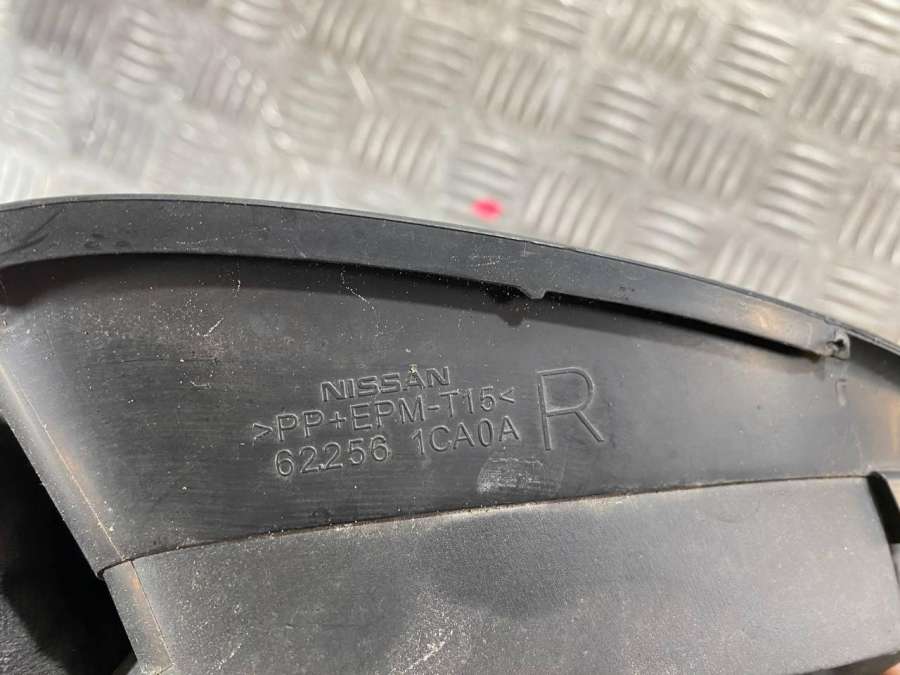 NISSAN
>PP+EPM-T15<
62256 1CA0A R